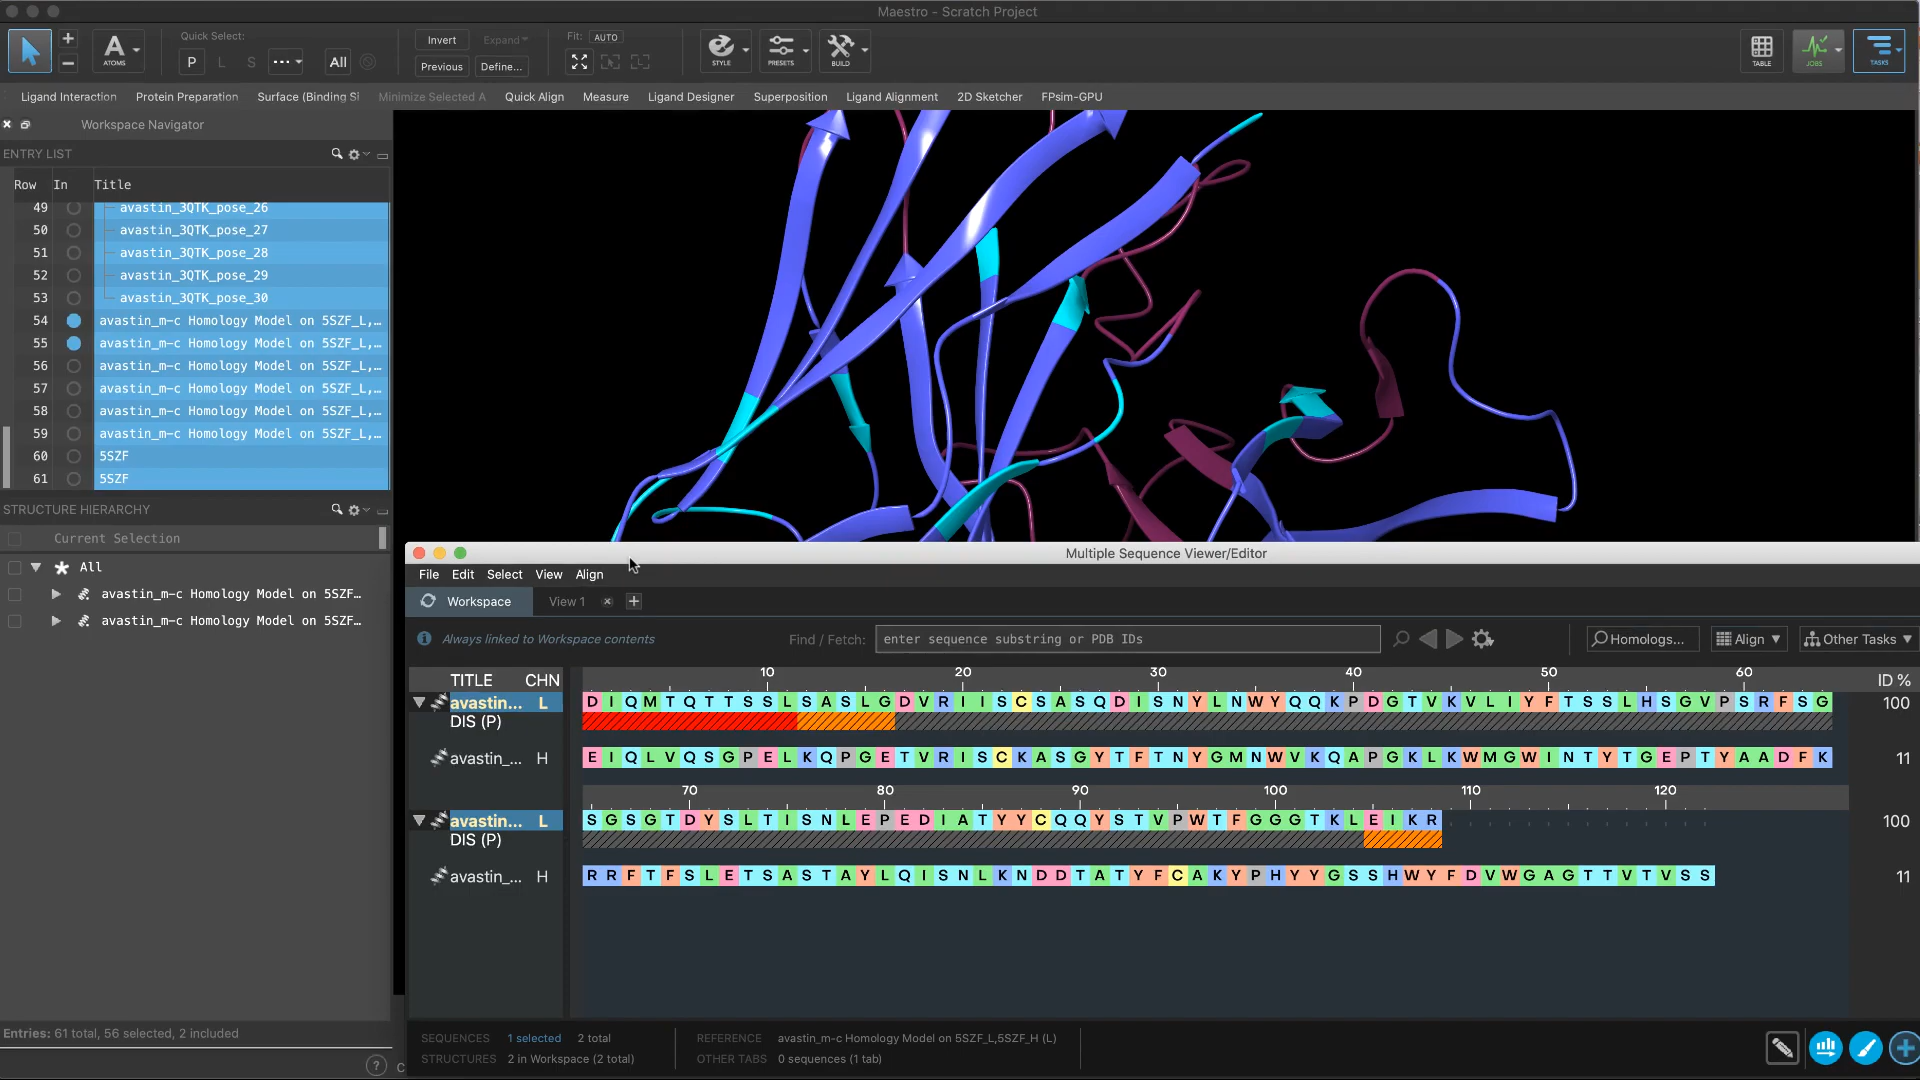 Maestro - Scratch Project
Quick Select:
Invert
Expand
Fit: AUTO
ATOMS
P L S ... All
Previous
Define...
STYLE
PRESETS
BUILD
TABLE
JOBS
TASKS
Ligand Interaction Protein Preparation Surface (Binding Si Minimize Selected A Quick Align Measure Ligand Designer Superposition Ligand Alignment 2D Sketcher FPsim-GPU
Workspace Navigator
ENTRY LIST
Row In Title
49 avastin_3QTK_pose_26
50 avastin_3QTK_pose_27
51 avastin_3QTK_pose_28
52 avastin_3QTK_pose_29
53 avastin_3QTK_pose_30
54 avastin_m-c Homology Model on 5SZF_L,...
55 avastin_m-c Homology Model on 5SZF_L,...
56 avastin_m-c Homology Model on 5SZF_L,...
57 avastin_m-c Homology Model on 5SZF_L,...
58 avastin_m-c Homology Model on 5SZF_L,...
59 avastin_m-c Homology Model on 5SZF_L,...
60 5SZF
61 5SZF
STRUCTURE HIERARCHY
Current Selection
All
avastin_m-c Homology Model on 5SZF...
avastin_m-c Homology Model on 5SZF...
Entries: 61 total, 56 selected, 2 included
Multiple Sequence Viewer/Editor
File Edit Select View Align
Workspace View 1
Always linked to Workspace contents
Find / Fetch: enter sequence substring or PDB IDs
Homologs... Align Other Tasks
TITLE CHN 10 20 30 40 50 60 ID %
avastin... L D I Q M T Q T T S S L S A S L G D V R I I S C S A S Q D I S N Y L N W Y Q Q K P D G T V K V L I Y F T S S L H S G V P S R F S G 100
DIS (P)
avastin_... H E I Q L V Q S G P E L K Q P G E T V R I S C K A S G Y T F T N Y G M N W V K Q A P G K L K W M G W I N T Y T G E P T Y A A D F K 11
70 80 90 100 110 120
avastin... L S G S G T D Y S L T I S N L E P E D I A T Y Y C Q Q Y S T V P W T F G G G T K L E I K R 100
DIS (P)
avastin_... H R R F T F S L E T S A S T A Y L Q I S N L K N D D T A T Y F C A K Y P H Y Y G S S H W Y F D V W G A G T T V T V S S 11
SEQUENCES 1 selected 2 total
REFERENCE avastin_m-c Homology Model on 5SZF_L,5SZF_H (L)
STRUCTURES 2 in Workspace (2 total)
OTHER TABS 0 sequences (1 tab)